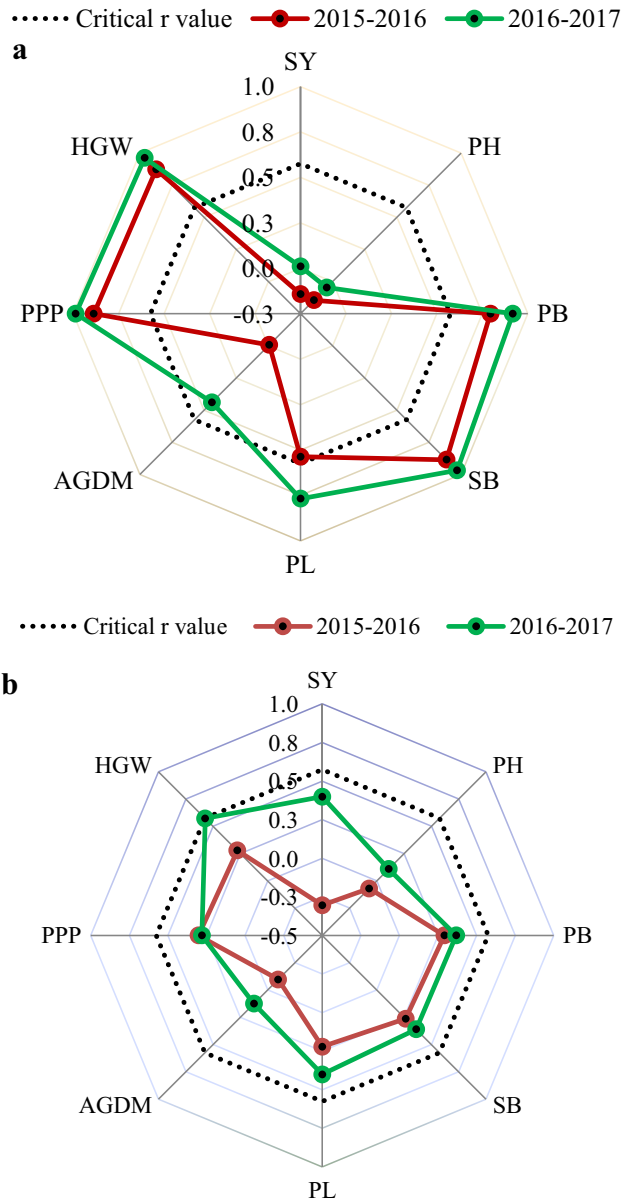 Critical r value 2015-2016 2016-2017
a
SY
1.0
HGW 0.8 PH
0.5
0.3
0.0
PPP -0.3 PB
AGDM SB
PL
Critical r value 2015-2016 2016-2017
b
SY
1.0
HGW 0.8 PH
0.5
0.3
0.0
-0.3
PPP -0.5 PB
AGDM SB
PL